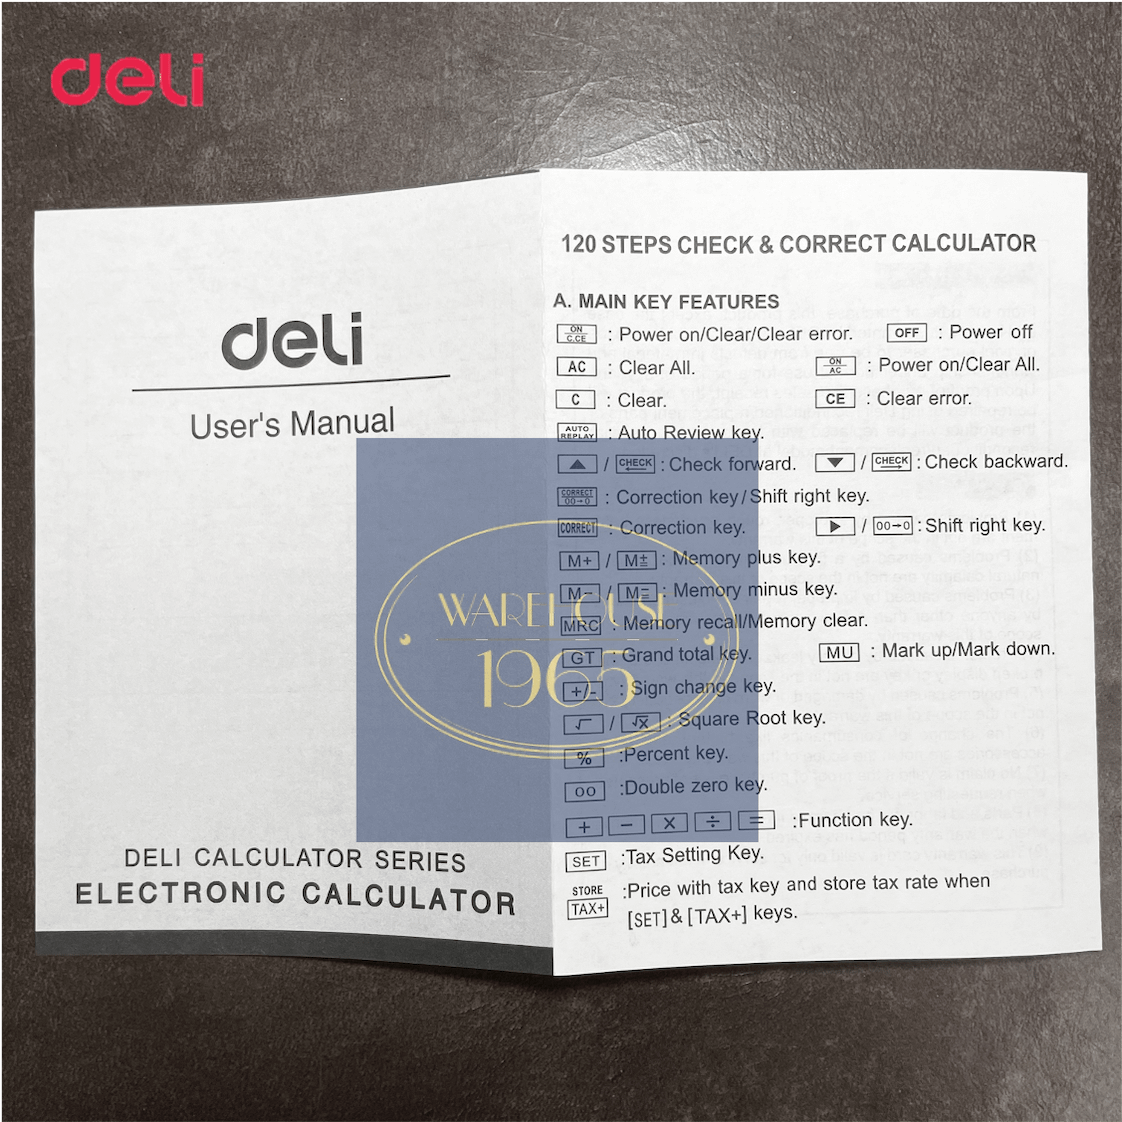 deli
deli
User's Manual
DELI CALCULATOR SERIES
ELECTRONIC CALCULATOR
120 STEPS CHECK & CORRECT CALCULATOR
A. MAIN KEY FEATURES
ON C.CE : Power on/Clear/Clear error. OFF : Power off
AC : Clear All. ON AC : Power on/Clear All.
C : Clear. CE : Clear error.
AUTO REPLAY : Auto Review key.
▲ / CHECK ← : Check forward. ▼ / CHECK → : Check backward.
CORRECT 00→0 : Correction key/Shift right key.
CORRECT : Correction key. ▶ / 00→0 : Shift right key.
M+ / M± : Memory plus key.
M− / M= : Memory minus key.
MRC : Memory recall/Memory clear.
GT : Grand total key. MU : Mark up/Mark down.
+/− : Sign change key.
√ / √x : Square Root key.
% :Percent key.
00 :Double zero key.
+ − × ÷ = :Function key.
SET :Tax Setting Key.
STORE TAX+ :Price with tax key and store tax rate when
[SET]&[TAX+] keys.
WAREHOUSE
1965